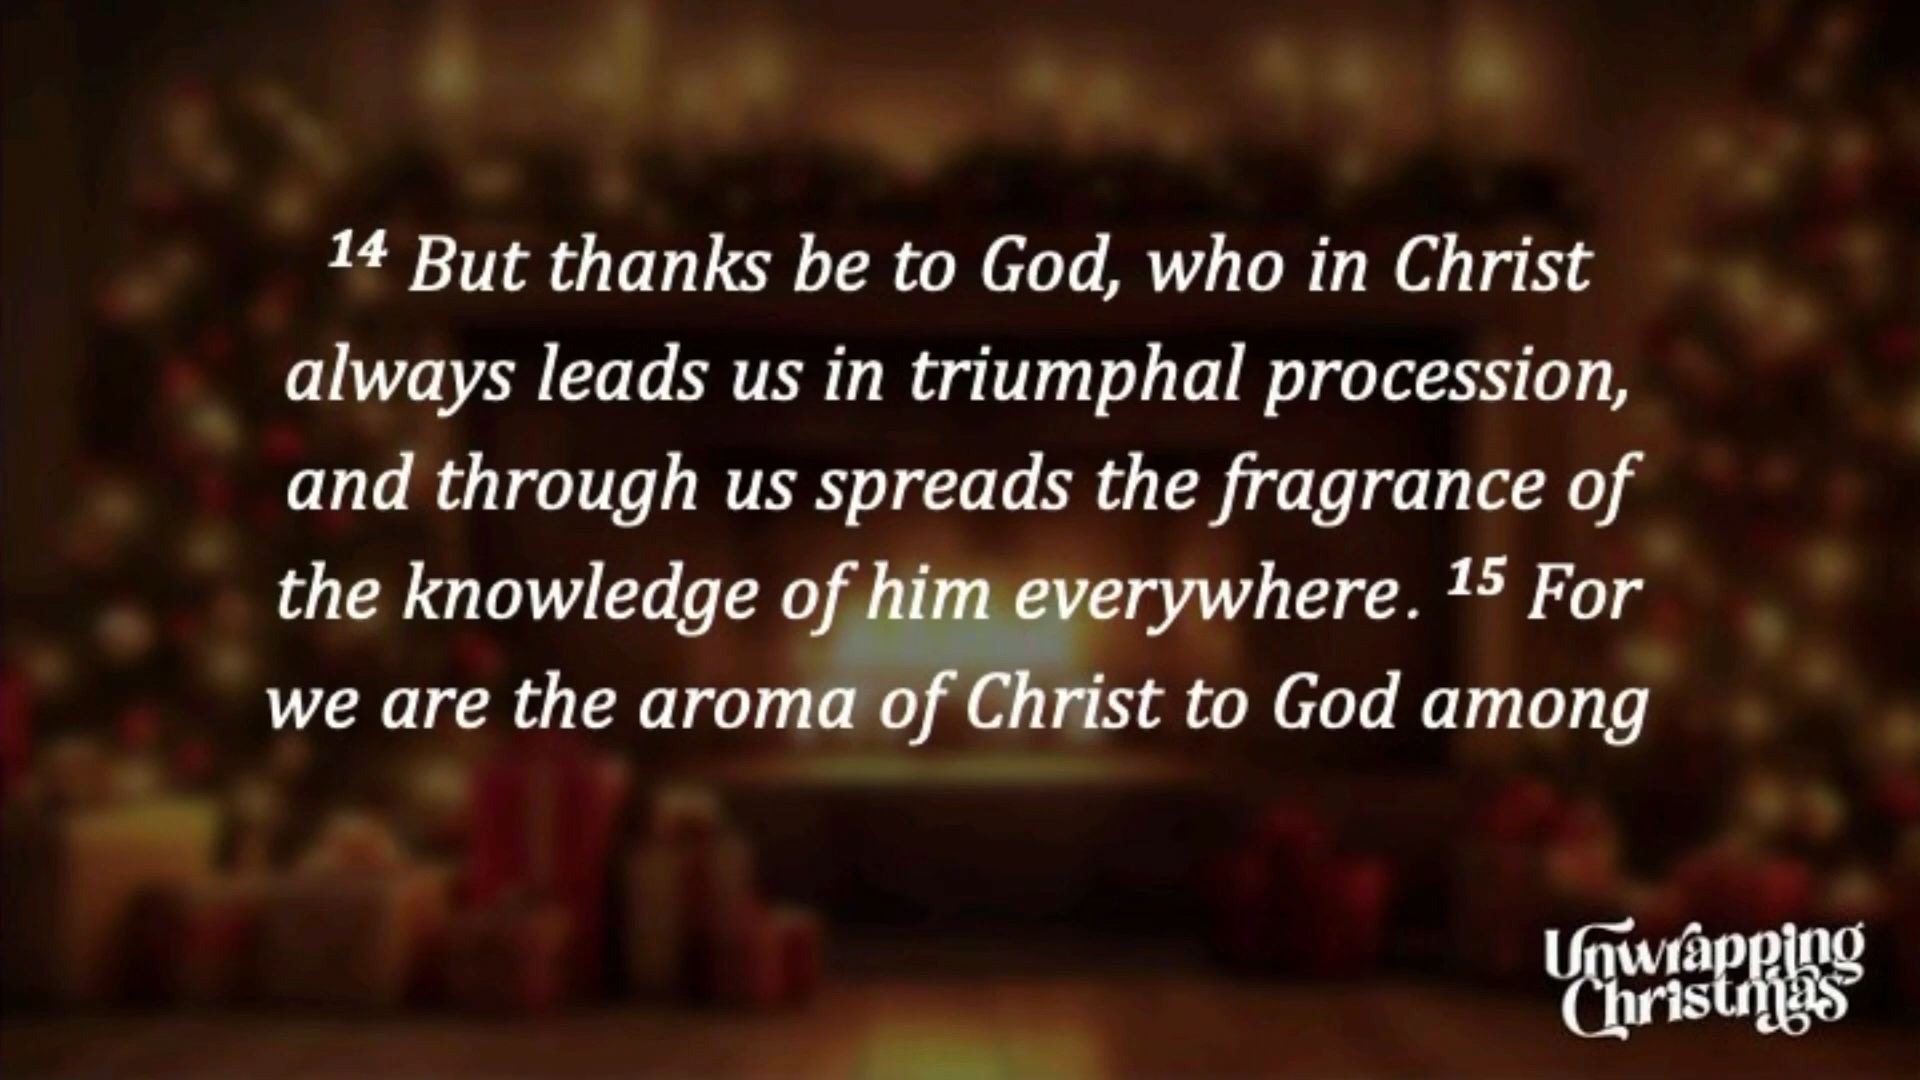 14 But thanks be to God, who in Christ
always leads us in triumphal procession,
and through us spreads the fragrance of
the knowledge of him everywhere. 15 For
we are the aroma of Christ to God among
Unwrapping
Christmas